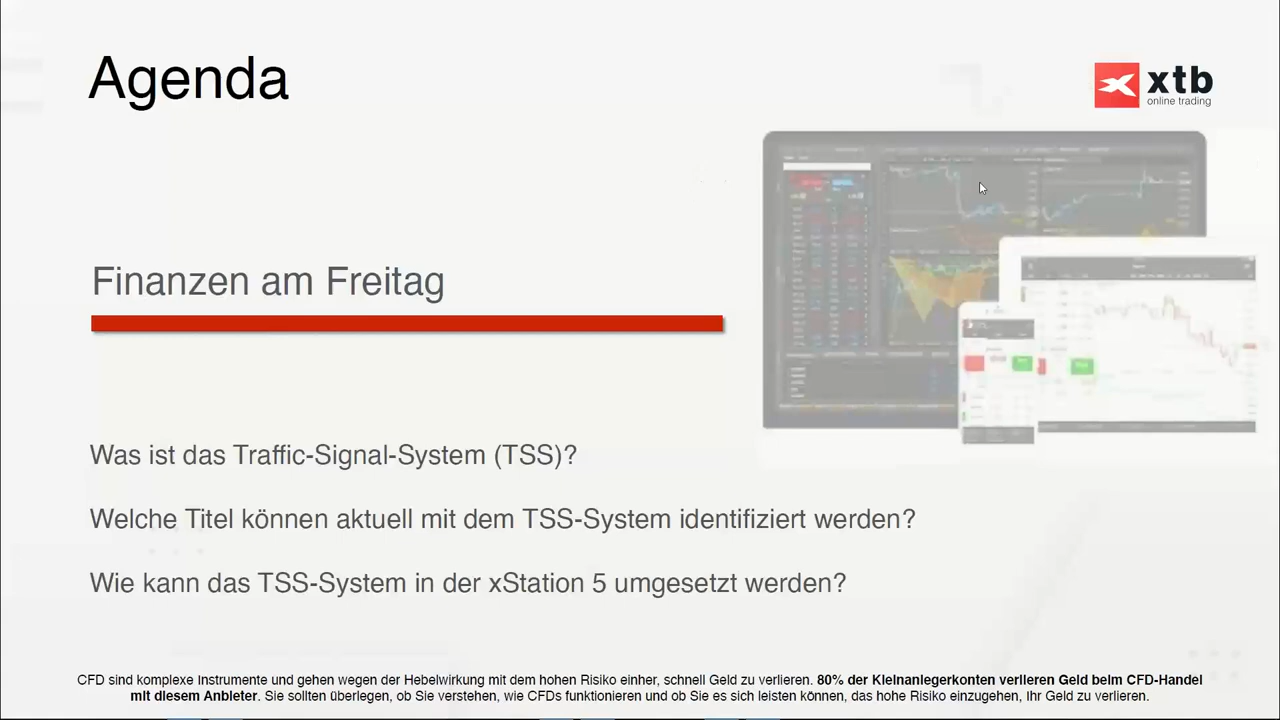 Agenda
xtb
online trading
Finanzen am Freitag
Was ist das Traffic-Signal-System (TSS)?
Welche Titel können aktuell mit dem TSS-System identifiziert werden?
Wie kann das TSS-System in der xStation 5 umgesetzt werden?
CFD sind komplexe Instrumente und gehen wegen der Hebelwirkung mit dem hohen Risiko einher, schnell Geld zu verlieren. 80% der Kleinanlegerkonten verlieren Geld beim CFD-Handel
mit diesem Anbieter. Sie sollten überlegen, ob Sie verstehen, wie CFDs funktionieren und ob Sie es sich leisten können, das hohe Risiko einzugehen, Ihr Geld zu verlieren.